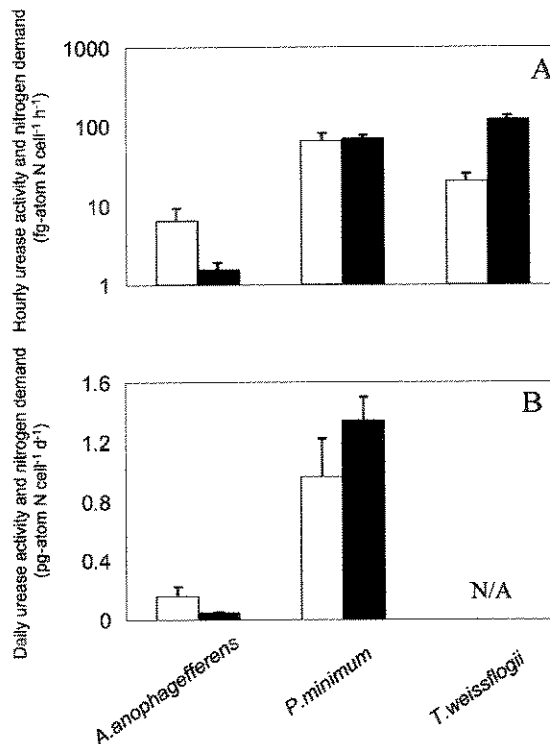 Hourly urease activity and nitrogen demand
(fg-atom N cell⁻¹ h⁻¹)
1000
100
10
1
A
Daily urease activity and nitrogen demand
(pg-atom N cell⁻¹ d⁻¹)
1.6
1.2
0.8
0.4
0
B
N/A
A.anophagefferens
P.minimum
T.weissflogii